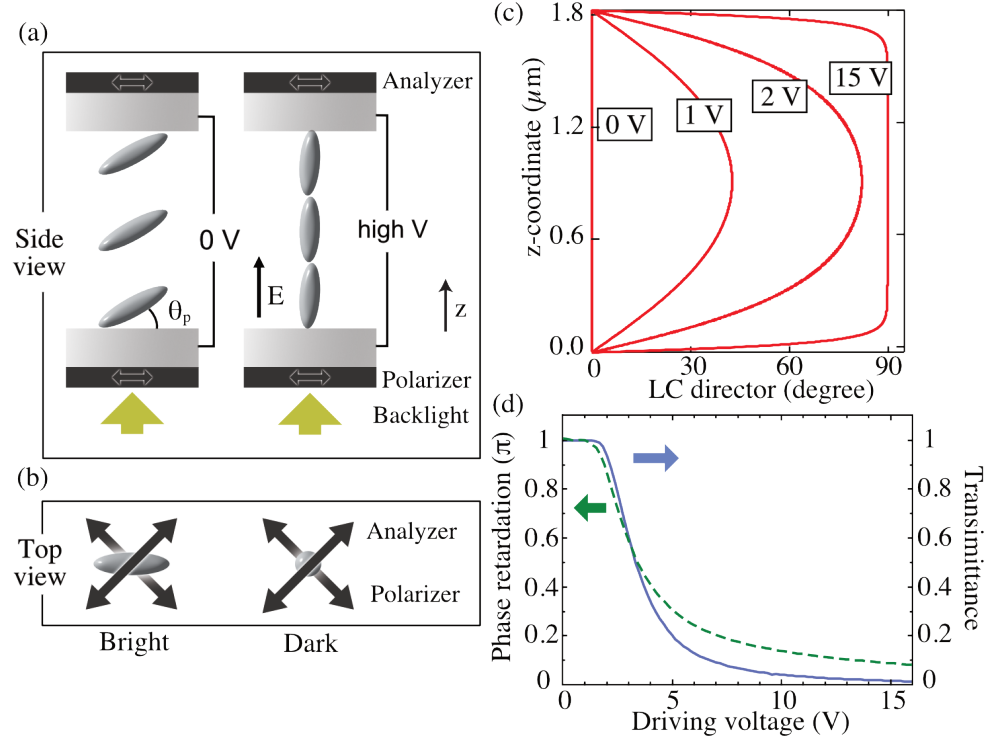 (a)
Analyzer
0 V
high V
Side
view
E
z
θp
Polarizer
Backlight
(b)
Top
view
Analyzer
Polarizer
Bright
Dark
(c)
z-coordinate (μm)
1.8
1.2
0.6
0.0
0 V
1 V
2 V
15 V
0
30
60
90
LC director (degree)
(d)
Phase retardation (π)
1
0.8
0.6
0.4
0.2
0
1
0.8
0.6
0.4
0.2
0
Transimittance
0
5
10
15
Driving voltage (V)